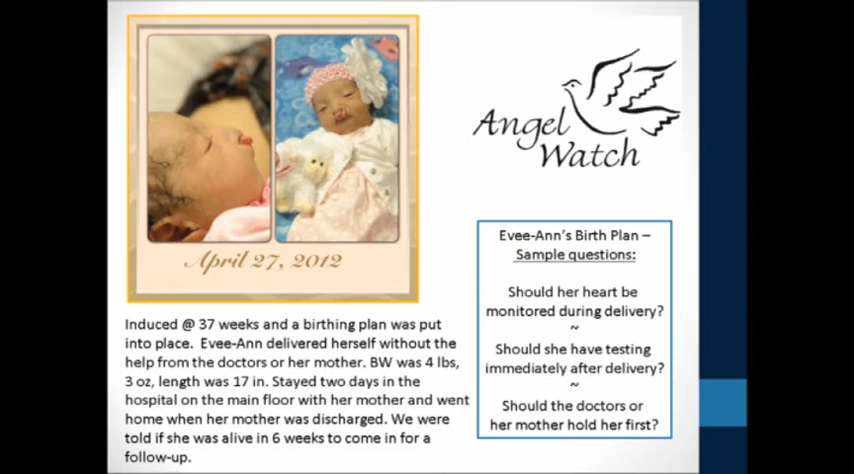 Angel
Watch
April 27, 2012
Induced @ 37 weeks and a birthing plan was put
into place.  Evee-Ann delivered herself without the
help from the doctors or her mother. BW was 4 lbs,
3 oz, length was 17 in. Stayed two days in the
hospital on the main floor with her mother and went
home when her mother was discharged. We were
told if she was alive in 6 weeks to come in for a
follow-up.
Evee-Ann's Birth Plan –
Sample questions:
Should her heart be
monitored during delivery?
~
Should she have testing
immediately after delivery?
~
Should the doctors or
her mother hold her first?